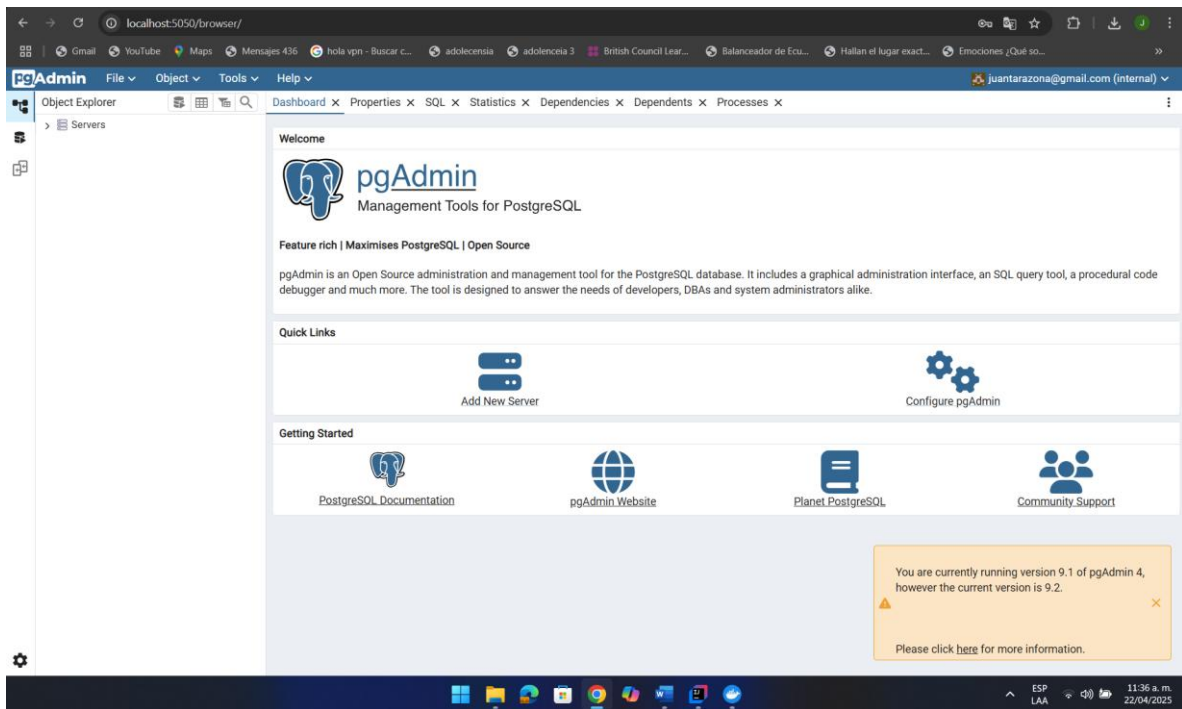 localhost:5050/browser/
Gmail YouTube Maps Mensajes 436 hola vpn - Buscar c... adolecensia adolenceia 3 British Council Lear... Balanceador de Ecu... Hallan el lugar exact... Emociones ¿Qué so... »
pgAdmin File Object Tools Help juantarazona@gmail.com (internal)
Object Explorer Dashboard Properties SQL Statistics Dependencies Dependents Processes
Servers
Welcome
pgAdmin
Management Tools for PostgreSQL
Feature rich | Maximises PostgreSQL | Open Source
pgAdmin is an Open Source administration and management tool for the PostgreSQL database. It includes a graphical administration interface, an SQL query tool, a procedural code
debugger and much more. The tool is designed to answer the needs of developers, DBAs and system administrators alike.
Quick Links
Add New Server Configure pgAdmin
Getting Started
PostgreSQL Documentation pgAdmin Website Planet PostgreSQL Community Support
You are currently running version 9.1 of pgAdmin 4,
however the current version is 9.2.
Please click here for more information.
ESP 11:36 a. m.
LAA 22/04/2025